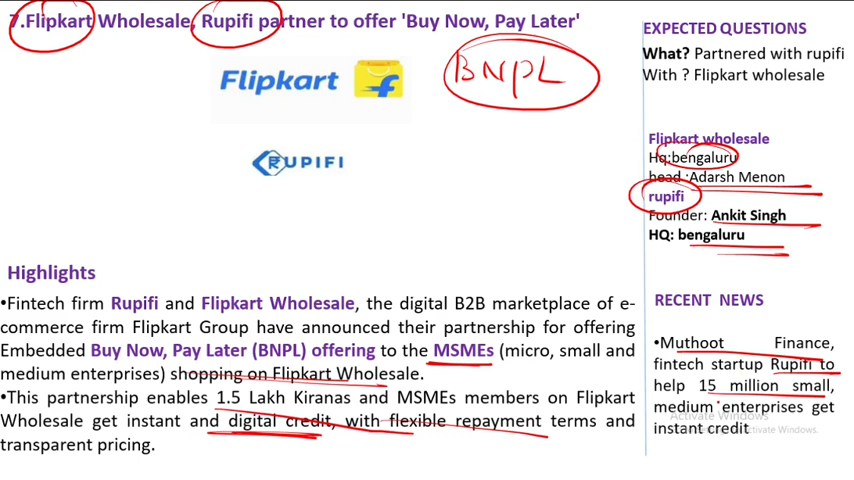 7.Flipkart Wholesale, Rupifi partner to offer 'Buy Now, Pay Later'
Flipkart
BNPL
RUPIFI
Highlights
•Fintech firm Rupifi and Flipkart Wholesale, the digital B2B marketplace of e-
commerce firm Flipkart Group have announced their partnership for offering
Embedded Buy Now, Pay Later (BNPL) offering to the MSMEs (micro, small and
medium enterprises) shopping on Flipkart Wholesale.
•This partnership enables 1.5 Lakh Kiranas and MSMEs members on Flipkart
Wholesale get instant and digital credit, with flexible repayment terms and
transparent pricing.
EXPECTED QUESTIONS
What? Partnered with rupifi
With ? Flipkart wholesale
Flipkart wholesale
Hq:bengaluru
head :Adarsh Menon
rupifi
Founder: Ankit Singh
HQ: bengaluru
RECENT NEWS
•Muthoot Finance,
fintech startup Rupifi to
help 15 million small,
medium enterprises get
instant credit
Activate Windows